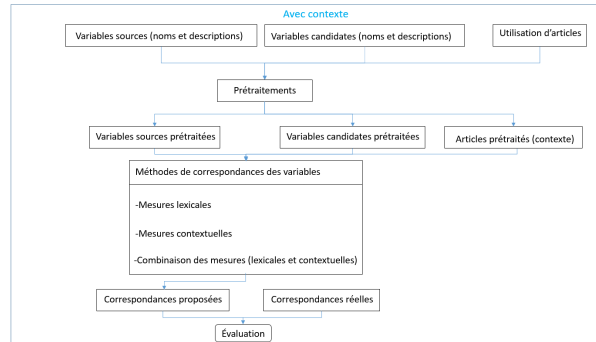 Avec contexte
Variables sources (noms et descriptions)
Variables candidates (noms et descriptions)
Utilisation d'articles
Prétraitements
Variables sources prétraitées
Variables candidates prétraitées
Articles prétraités (contexte)
Méthodes de correspondances des variables
-Mesures lexicales
-Mesures contextuelles
-Combinaison des mesures (lexicales et contextuelles)
Correspondances proposées
Correspondances réelles
Évaluation